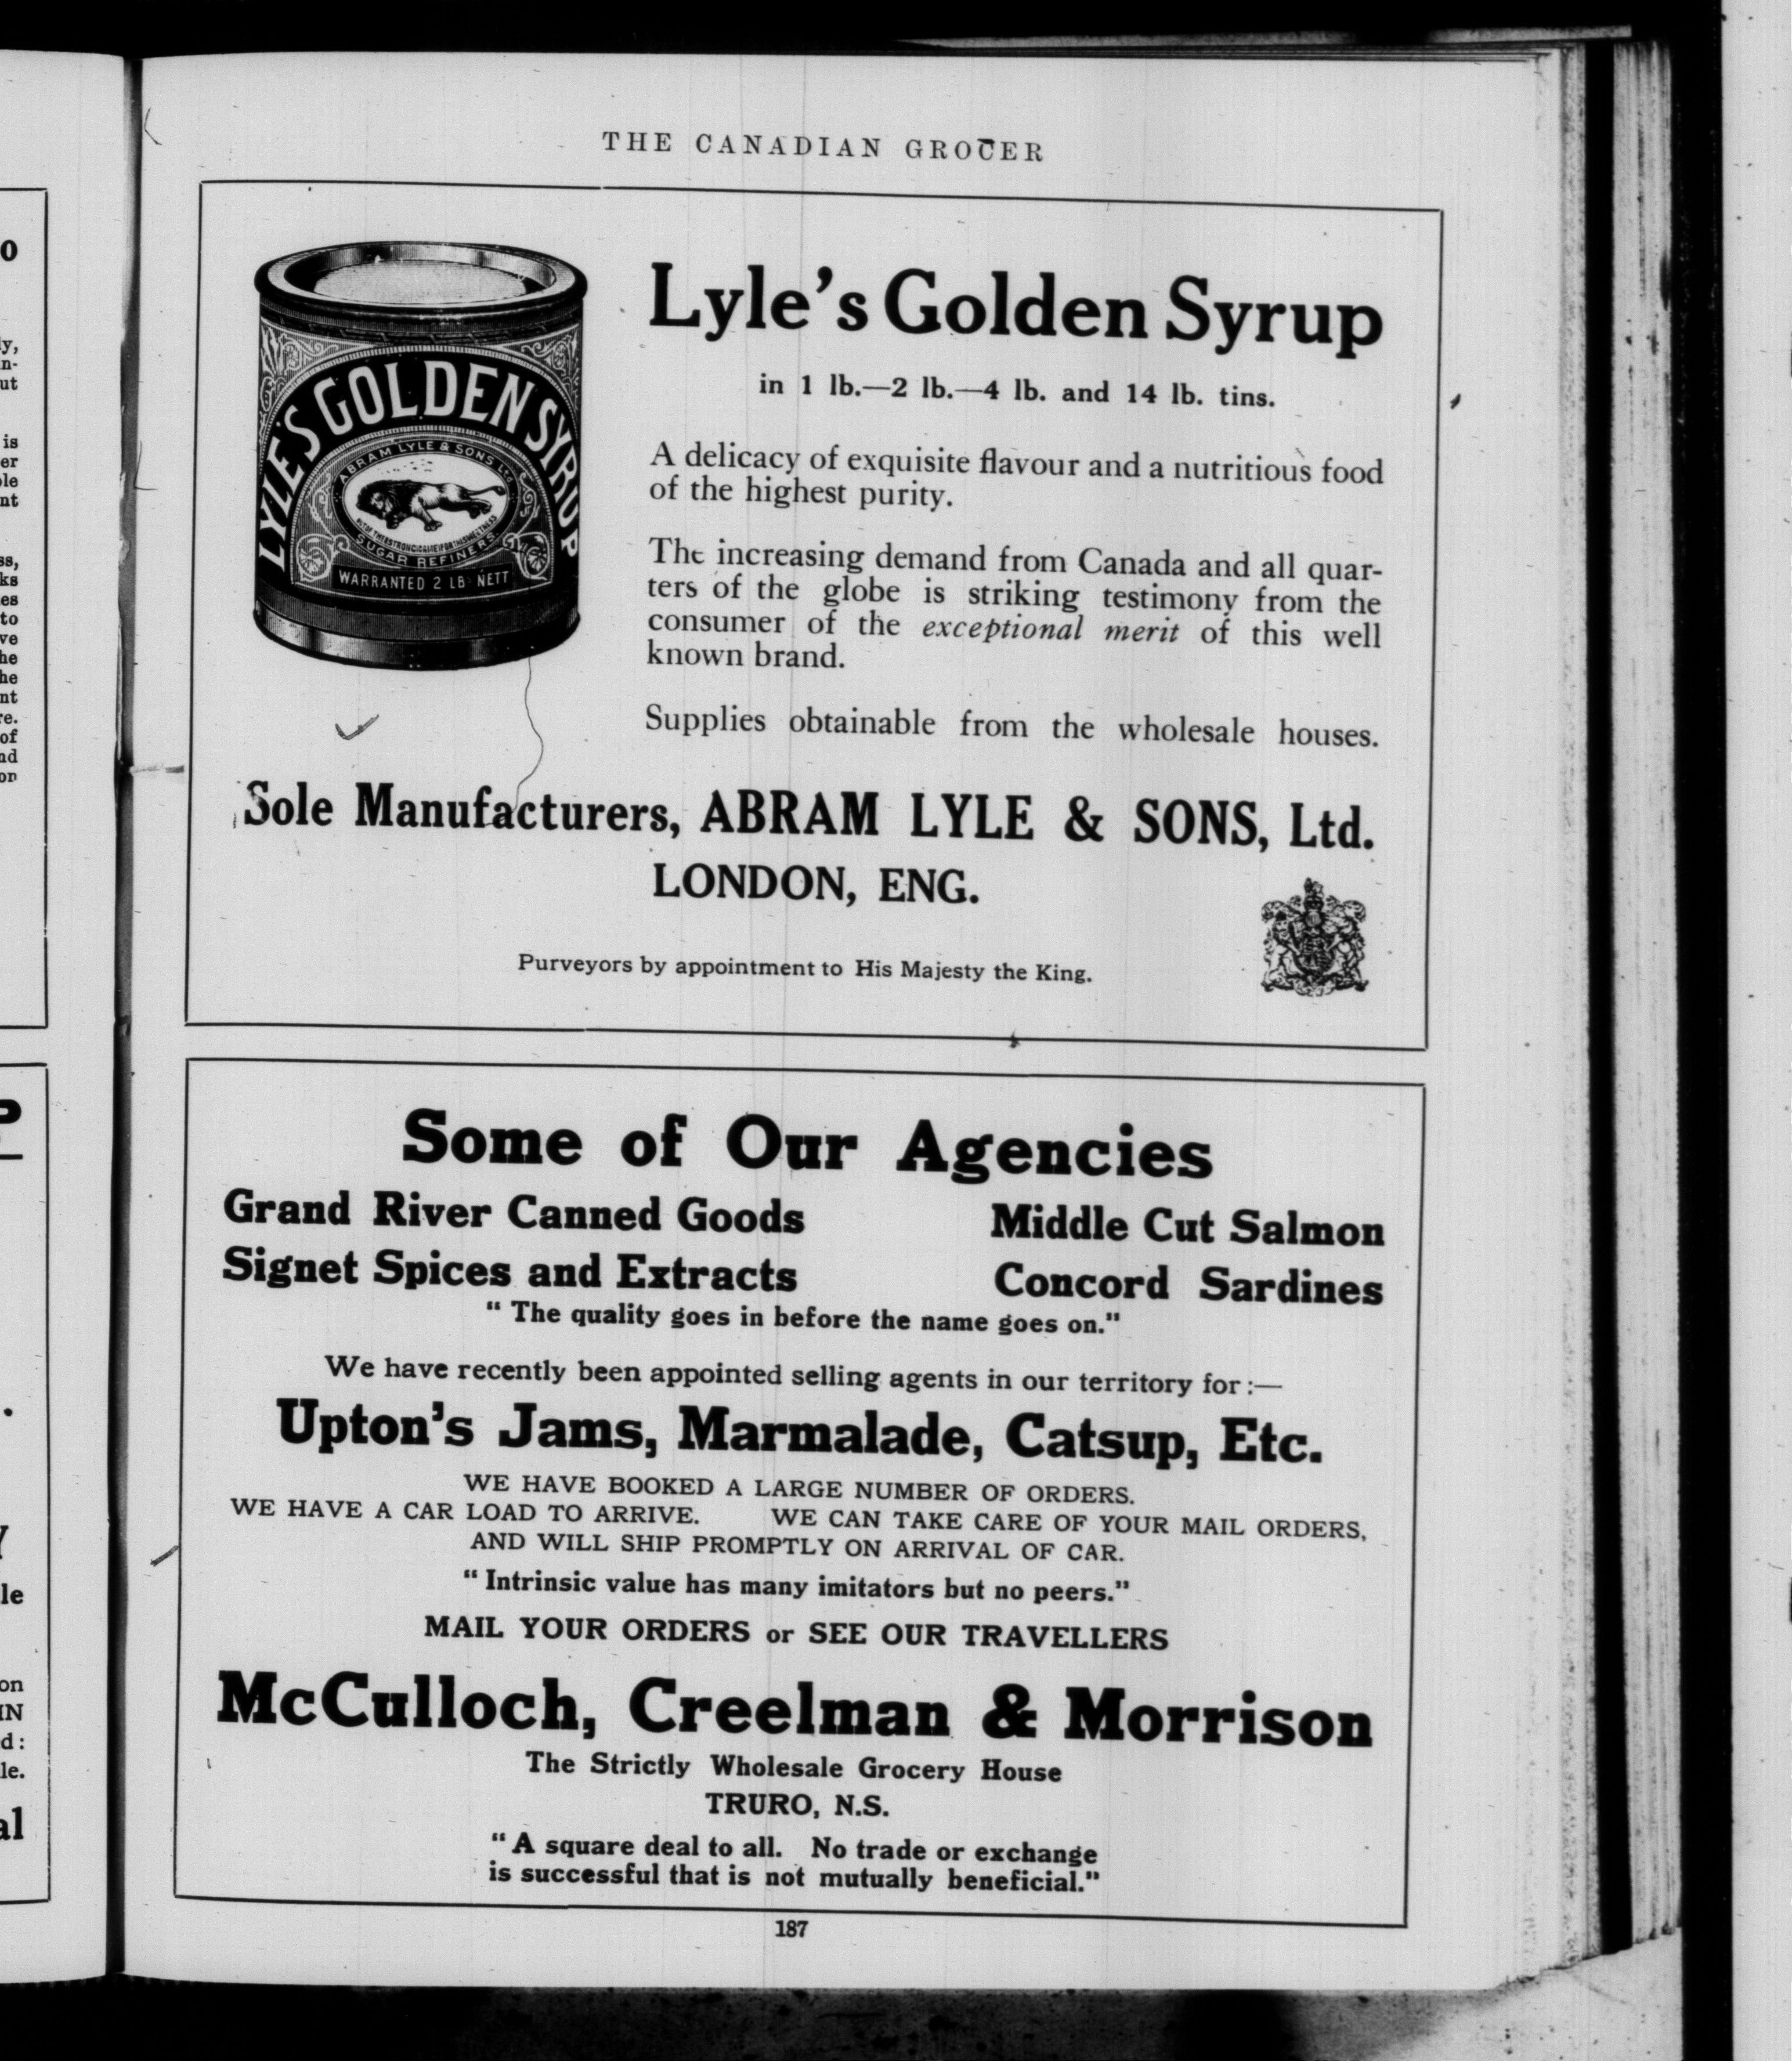 THE CANADIAN GROCER
LYLE'S GOLDEN SYRUP
ABRAM LYLE & SONS Ltd
OUT OF THE STRONG CAME FORTH SWEETNESS
SUGAR REFINERS
WARRANTED 2 LB NETT
Lyle's Golden Syrup
in 1 lb.—2 lb.—4 lb. and 14 lb. tins.
A delicacy of exquisite flavour and a nutritious food
of the highest purity.
The increasing demand from Canada and all quar-
ters of the globe is striking testimony from the
consumer of the exceptional merit of this well
known brand.
Supplies obtainable from the wholesale houses.
Sole Manufacturers, ABRAM LYLE & SONS, Ltd.
LONDON, ENG.
Purveyors by appointment to His Majesty the King.
Some of Our Agencies
Grand River Canned Goods Middle Cut Salmon
Signet Spices and Extracts Concord Sardines
"The quality goes in before the name goes on."
We have recently been appointed selling agents in our territory for:—
Upton's Jams, Marmalade, Catsup, Etc.
WE HAVE BOOKED A LARGE NUMBER OF ORDERS.
WE HAVE A CAR LOAD TO ARRIVE. WE CAN TAKE CARE OF YOUR MAIL ORDERS,
AND WILL SHIP PROMPTLY ON ARRIVAL OF CAR.
"Intrinsic value has many imitators but no peers."
MAIL YOUR ORDERS or SEE OUR TRAVELLERS
McCulloch, Creelman & Morrison
The Strictly Wholesale Grocery House
TRURO, N.S.
"A square deal to all. No trade or exchange
is successful that is not mutually beneficial."
187